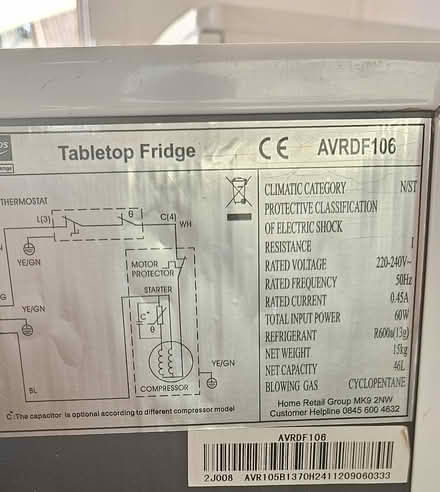 Tabletop Fridge CE AVRDF106
THERMOSTAT
L(3) θ C(4)
WH
YE/GN
MOTOR
PROTECTOR
STARTER
YE/GN
C*
θ
YE/GN
BL
COMPRESSOR
C*:The capacitor is optional according to different compressor model
CLIMATIC CATEGORY N/ST
PROTECTIVE CLASSIFICATION
OF ELECTRIC SHOCK
RESISTANCE I
RATED VOLTAGE 220-240V~
RATED FREQUENCY 50Hz
RATED CURRENT 0.45A
TOTAL INPUT POWER 60W
REFRIGERANT R600a(13g)
NET WEIGHT 15kg
NET CAPACITY 46L
BLOWING GAS CYCLOPENTANE
Home Retail Group MK9 2NW
Customer Helpline 0845 600 4632
AVRDF106
2J008 AVR105B1370H2411209060333